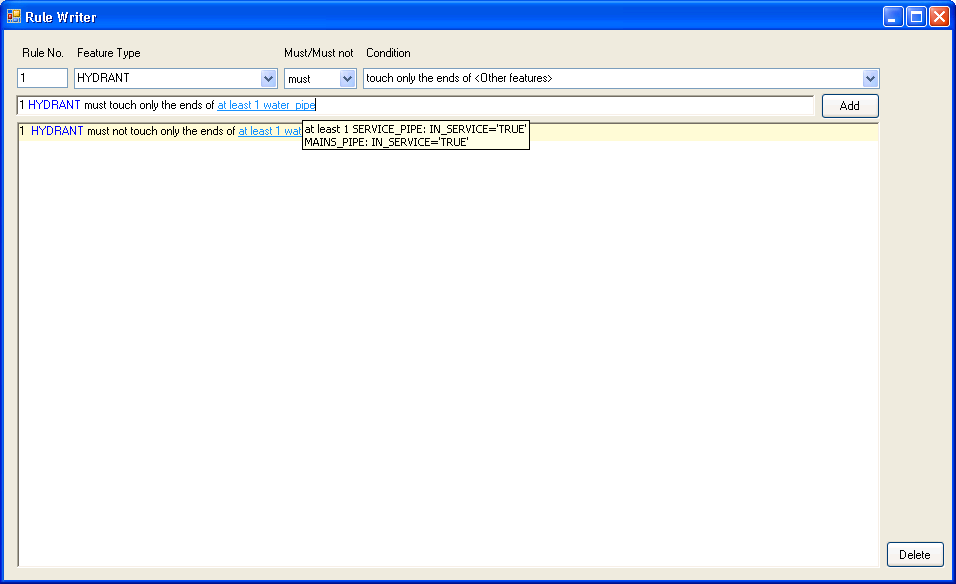 Rule Writer
Rule No. Feature Type Must/Must not Condition
1 HYDRANT must touch only the ends of <Other features>
1 HYDRANT must touch only the ends of at least 1 water_pipe Add
1 HYDRANT must not touch only the ends of at least 1 wat
at least 1 SERVICE_PIPE: IN_SERVICE='TRUE'
MAINS_PIPE: IN_SERVICE='TRUE'
Delete